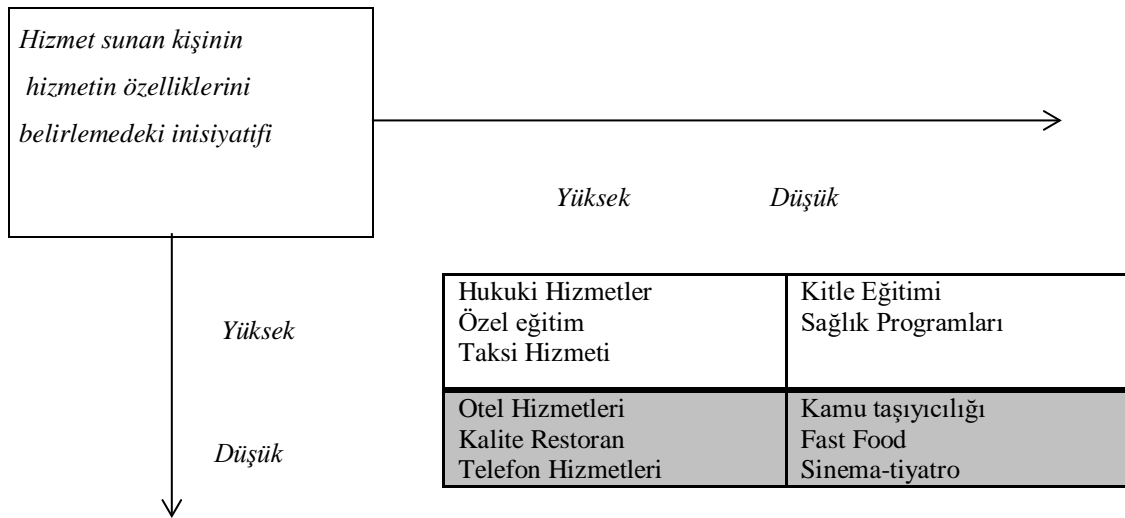 Hizmet sunan kişinin
hizmetin özelliklerini
belirlemedeki inisiyatifi
Yüksek Düşük
Yüksek
Düşük
Hukuki Hizmetler
Özel eğitim
Taksi Hizmeti
Kitle Eğitimi
Sağlık Programları
Otel Hizmetleri
Kalite Restoran
Telefon Hizmetleri
Kamu taşıyıcılığı
Fast Food
Sinema-tiyatro